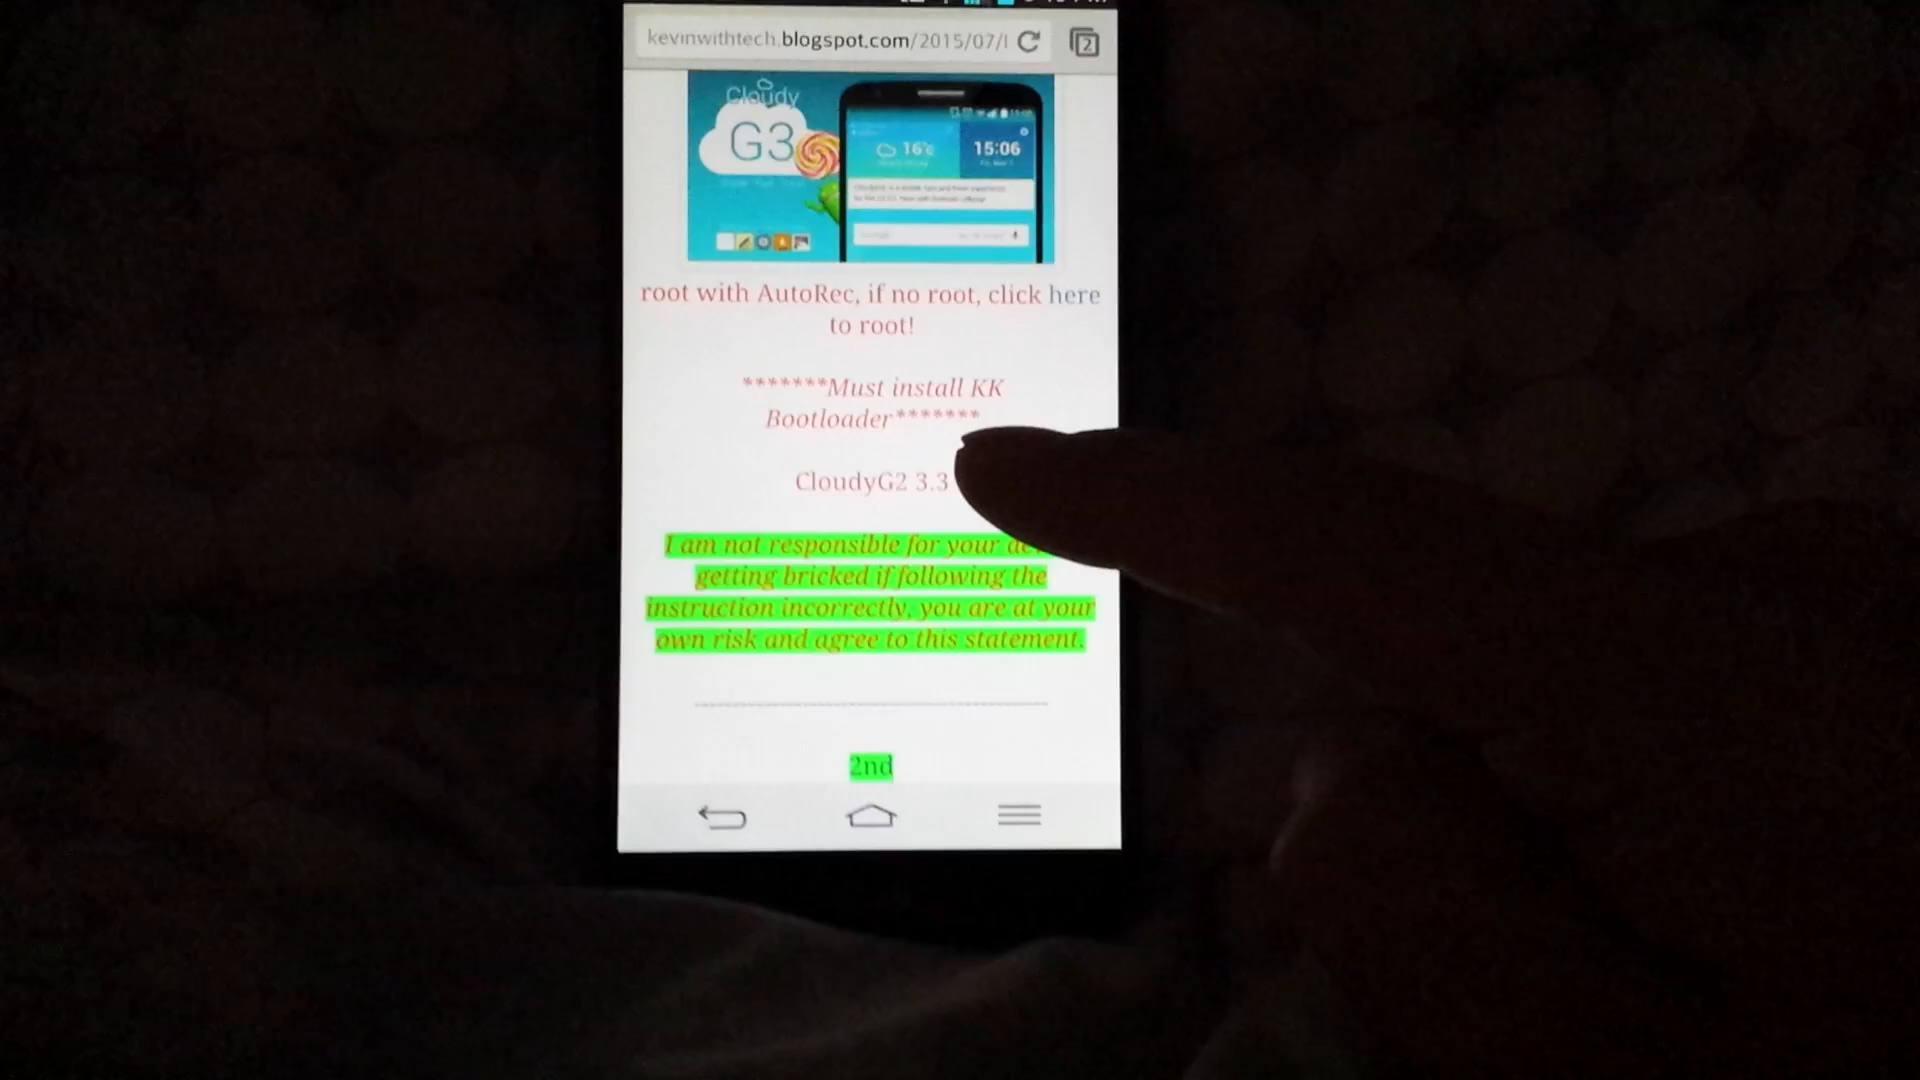 kevinwithtech.blogspot.com/2015/07/
2
Cloudy
G3
16°c
15:06
root with AutoRec, if no root, click here
to root!
*******Must install KK
Bootloader*******
CloudyG2 3.3
I am not responsible for your
getting bricked if following the
instruction incorrectly, you are at your
own risk and agree to this statement.
2nd